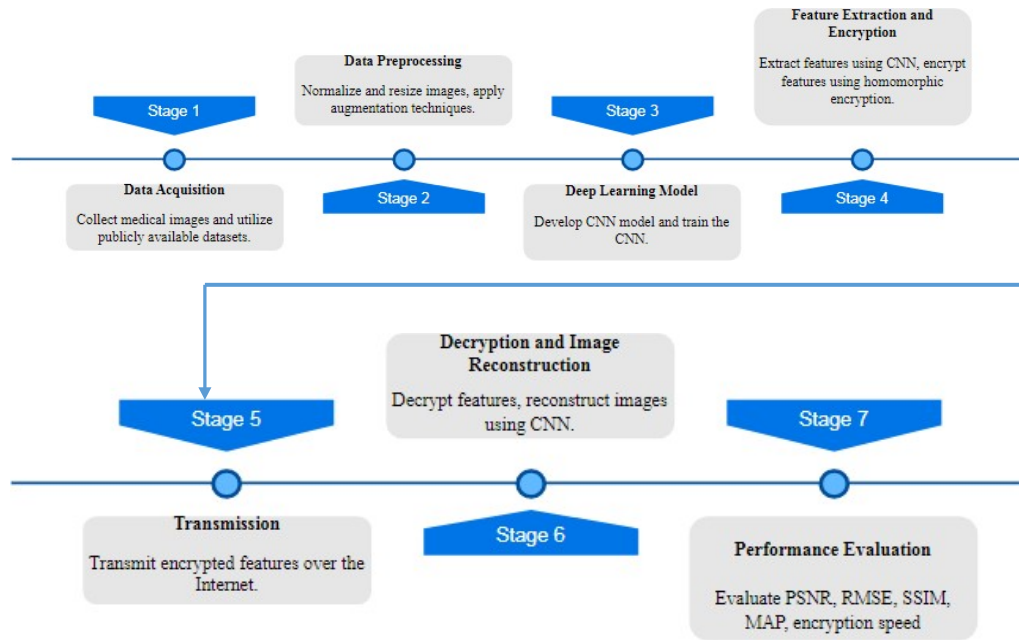 Stage 1
Data Acquisition
Collect medical images and utilize
publicly available datasets.
Data Preprocessing
Normalize and resize images, apply
augmentation techniques.
Stage 2
Stage 3
Deep Learning Model
Develop CNN model and train the
CNN.
Feature Extraction and
Encryption
Extract features using CNN, encrypt
features using homomorphic
encryption.
Stage 4
Stage 5
Transmission
Transmit encrypted features over the
Internet.
Decryption and Image
Reconstruction
Decrypt features, reconstruct images
using CNN.
Stage 6
Stage 7
Performance Evaluation
Evaluate PSNR, RMSE, SSIM,
MAP, encryption speed